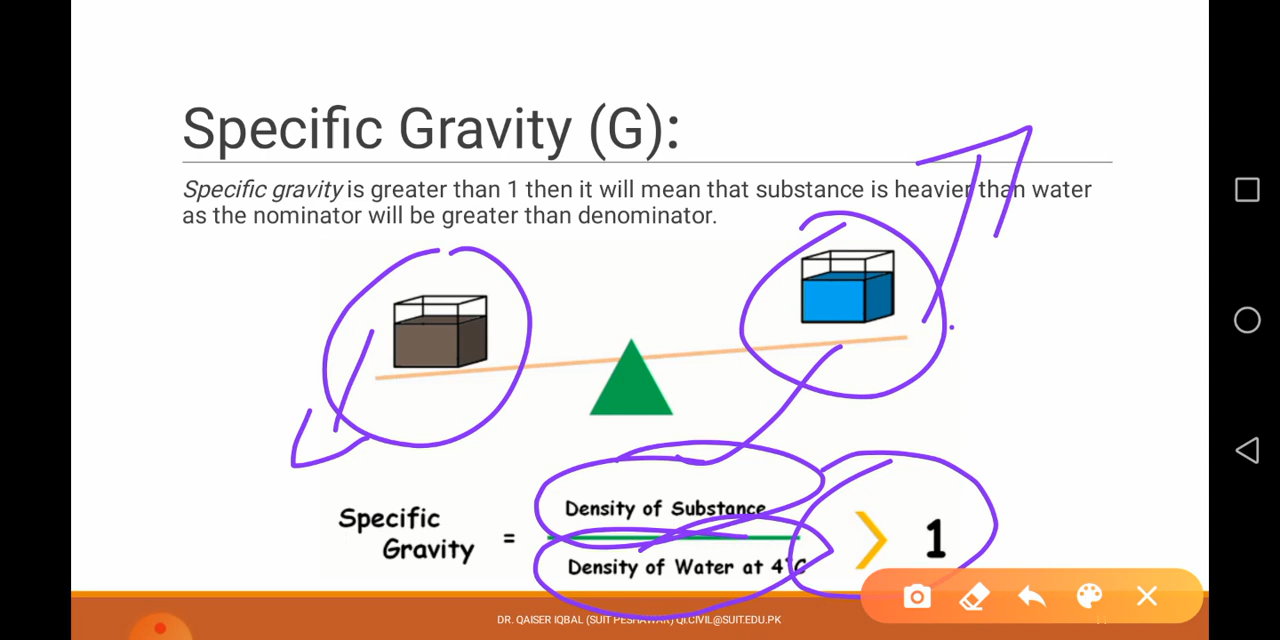 Specific Gravity (G):
Specific gravity is greater than 1 then it will mean that substance is heavier than water
as the nominator will be greater than denominator.
Specific
Gravity
=
Density of Substance
Density of Water at 4°C
> 1
DR. QAISER IQBAL (SUIT PESHAWAR) QI.CIVIL@SUIT.EDU.PK